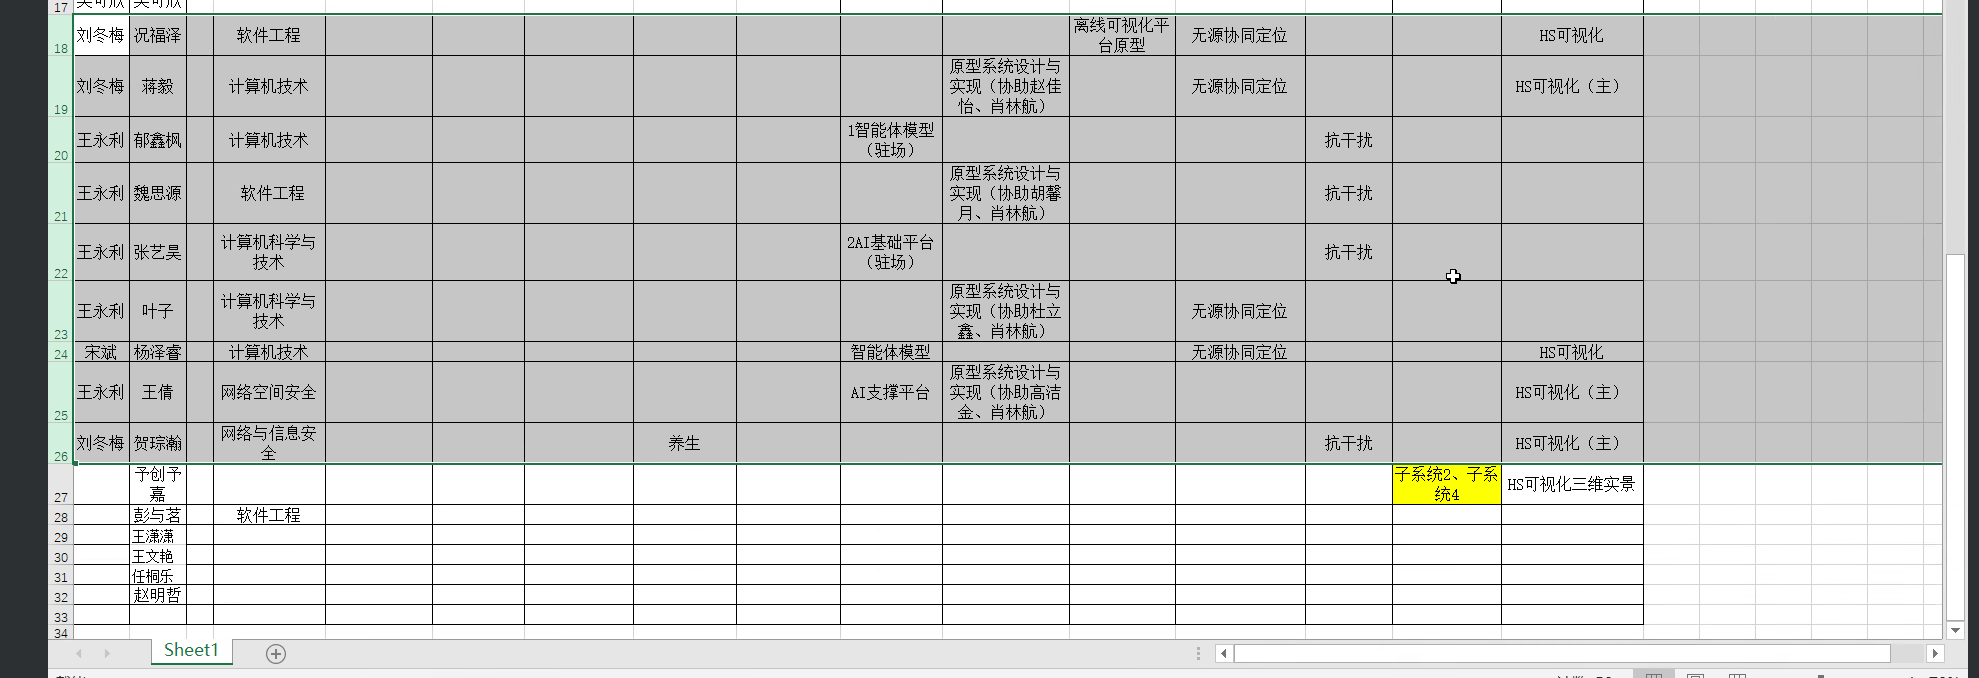 17
18 刘冬梅 况福泽 软件工程 离线可视化平台原型 无源协同定位 HS可视化
19 刘冬梅 蒋毅 计算机技术 原型系统设计与实现（协助赵佳怡、肖林航） 无源协同定位 HS可视化（主）
20 王永利 郁鑫枫 计算机技术 1智能体模型（驻场） 抗干扰
21 王永利 魏思源 软件工程 原型系统设计与实现（协助胡馨月、肖林航） 抗干扰
22 王永利 张艺昊 计算机科学与技术 2AI基础平台（驻场） 抗干扰
23 王永利 叶子 计算机科学与技术 原型系统设计与实现（协助杜立鑫、肖林航） 无源协同定位
24 宋斌 杨泽睿 计算机技术 智能体模型 无源协同定位 HS可视化
25 王永利 王倩 网络空间安全 AI支撑平台 原型系统设计与实现（协助高洁金、肖林航） HS可视化（主）
26 刘冬梅 贺琮瀚 网络与信息安全 养生 抗干扰 HS可视化（主）
27 予创予嘉 子系统2、子系统4 HS可视化三维实景
28 彭与茗 软件工程
29 王潇潇
30 王文艳
31 任桐乐
32 赵明哲
33
34
Sheet1